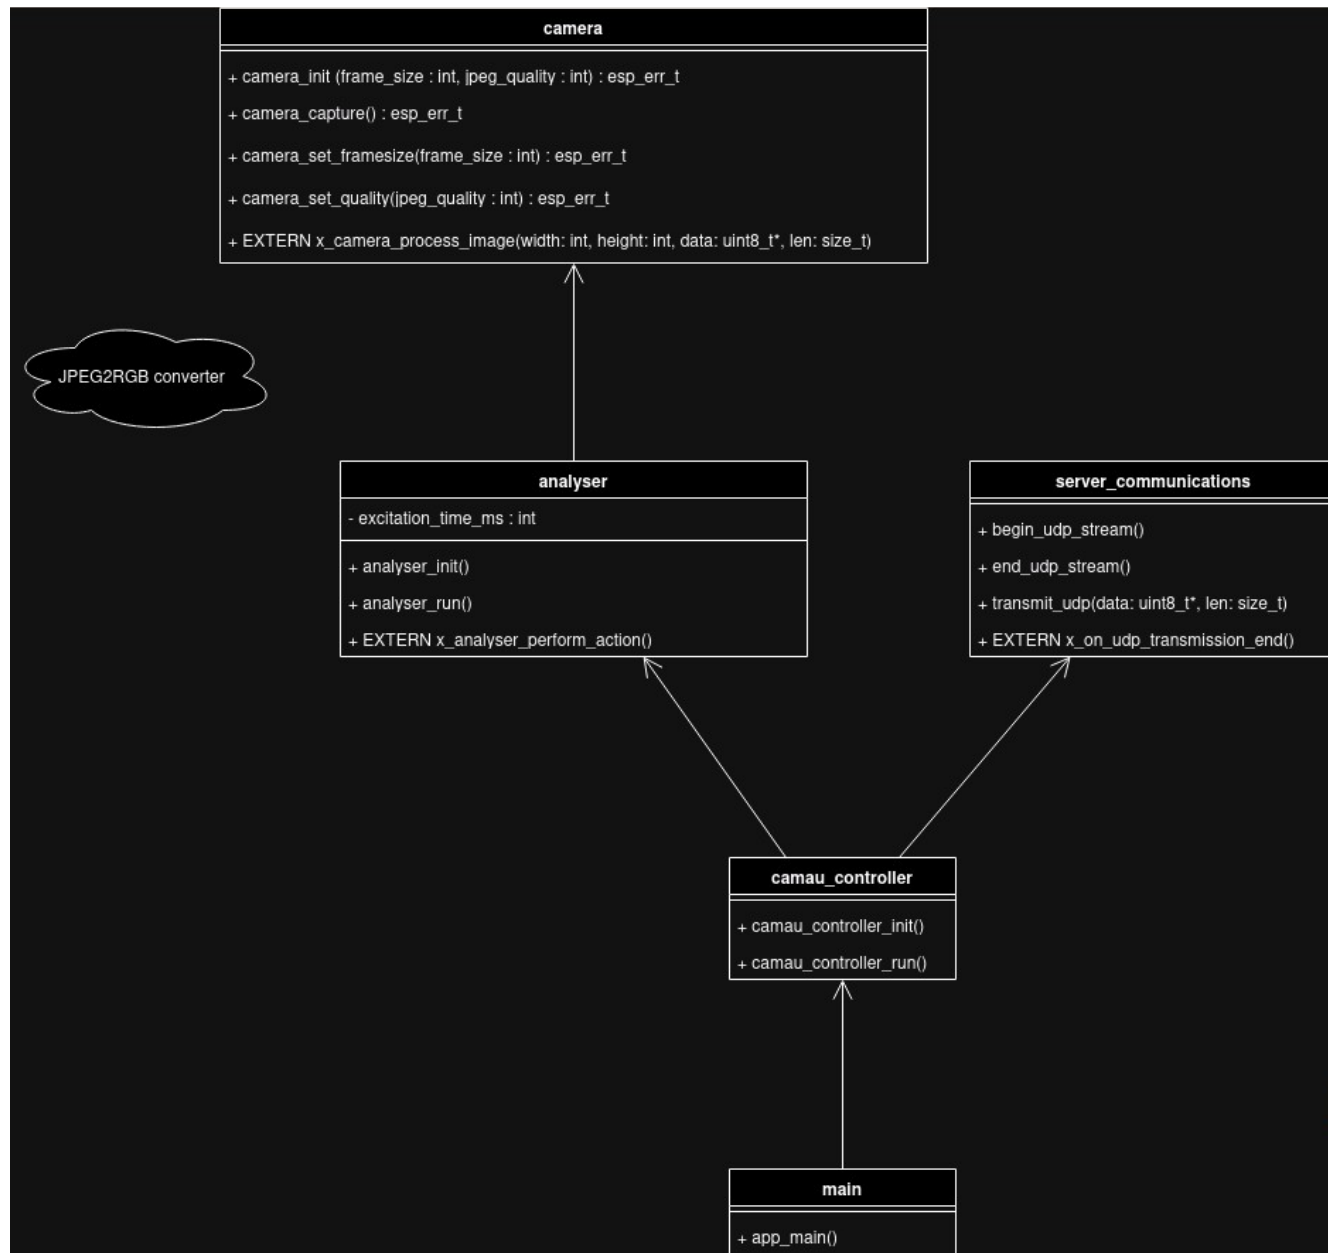 camera
+ camera_init (frame_size : int, jpeg_quality : int) : esp_err_t
+ camera_capture() : esp_err_t
+ camera_set_framesize(frame_size : int) : esp_err_t
+ camera_set_quality(jpeg_quality : int) : esp_err_t
+ EXTERN x_camera_process_image(width: int, height: int, data: uint8_t*, len: size_t)
JPEG2RGB converter
analyser
- excitation_time_ms : int
+ analyser_init()
+ analyser_run()
+ EXTERN x_analyser_perform_action()
server_communications
+ begin_udp_stream()
+ end_udp_stream()
+ transmit_udp(data: uint8_t*, len: size_t)
+ EXTERN x_on_udp_transmission_end()
camau_controller
+ camau_controller_init()
+ camau_controller_run()
main
+ app_main()